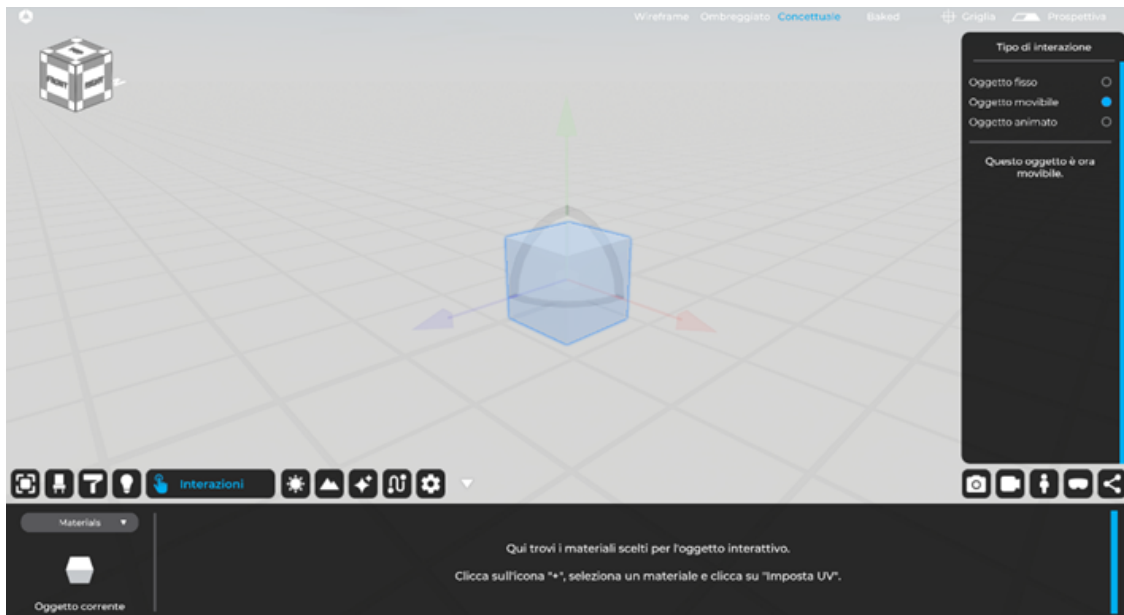 Wireframe Ombreggiato Concettuale Baked Griglia Prospettiva
FRONT RIGHT
Tipo di interazione
Oggetto fisso
Oggetto movibile
Oggetto animato
Questo oggetto è ora
movibile.
Interazioni
Materials
Qui trovi i materiali scelti per l'oggetto interattivo.
Clicca sull'icona "+", seleziona un materiale e clicca su "Imposta UV".
Oggetto corrente